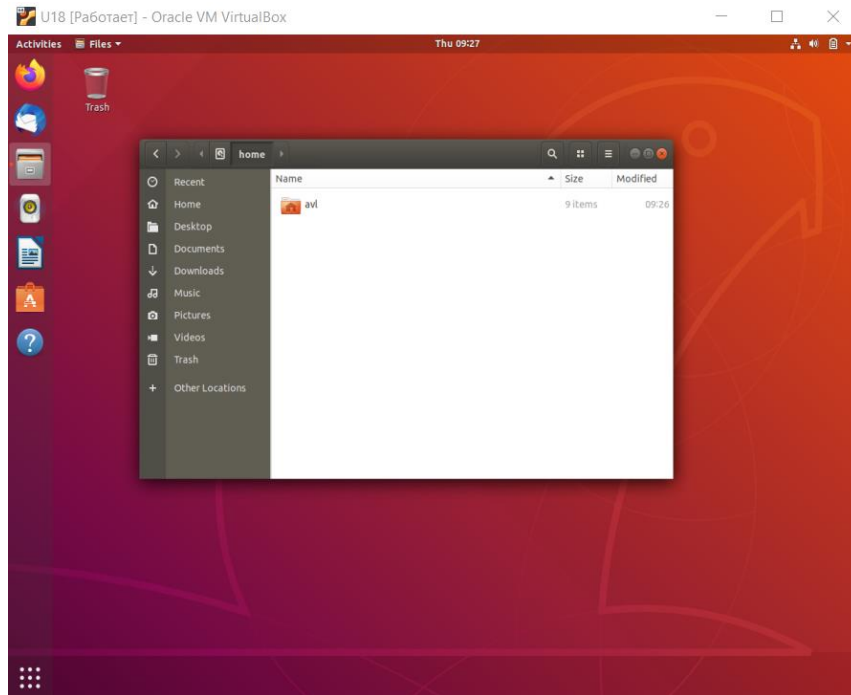 U18 [Работает] - Oracle VM VirtualBox
Activities Files Thu 09:27
Trash
home
Name Size Modified
avl 9 items 09:26
Recent
Home
Desktop
Documents
Downloads
Music
Pictures
Videos
Trash
Other Locations